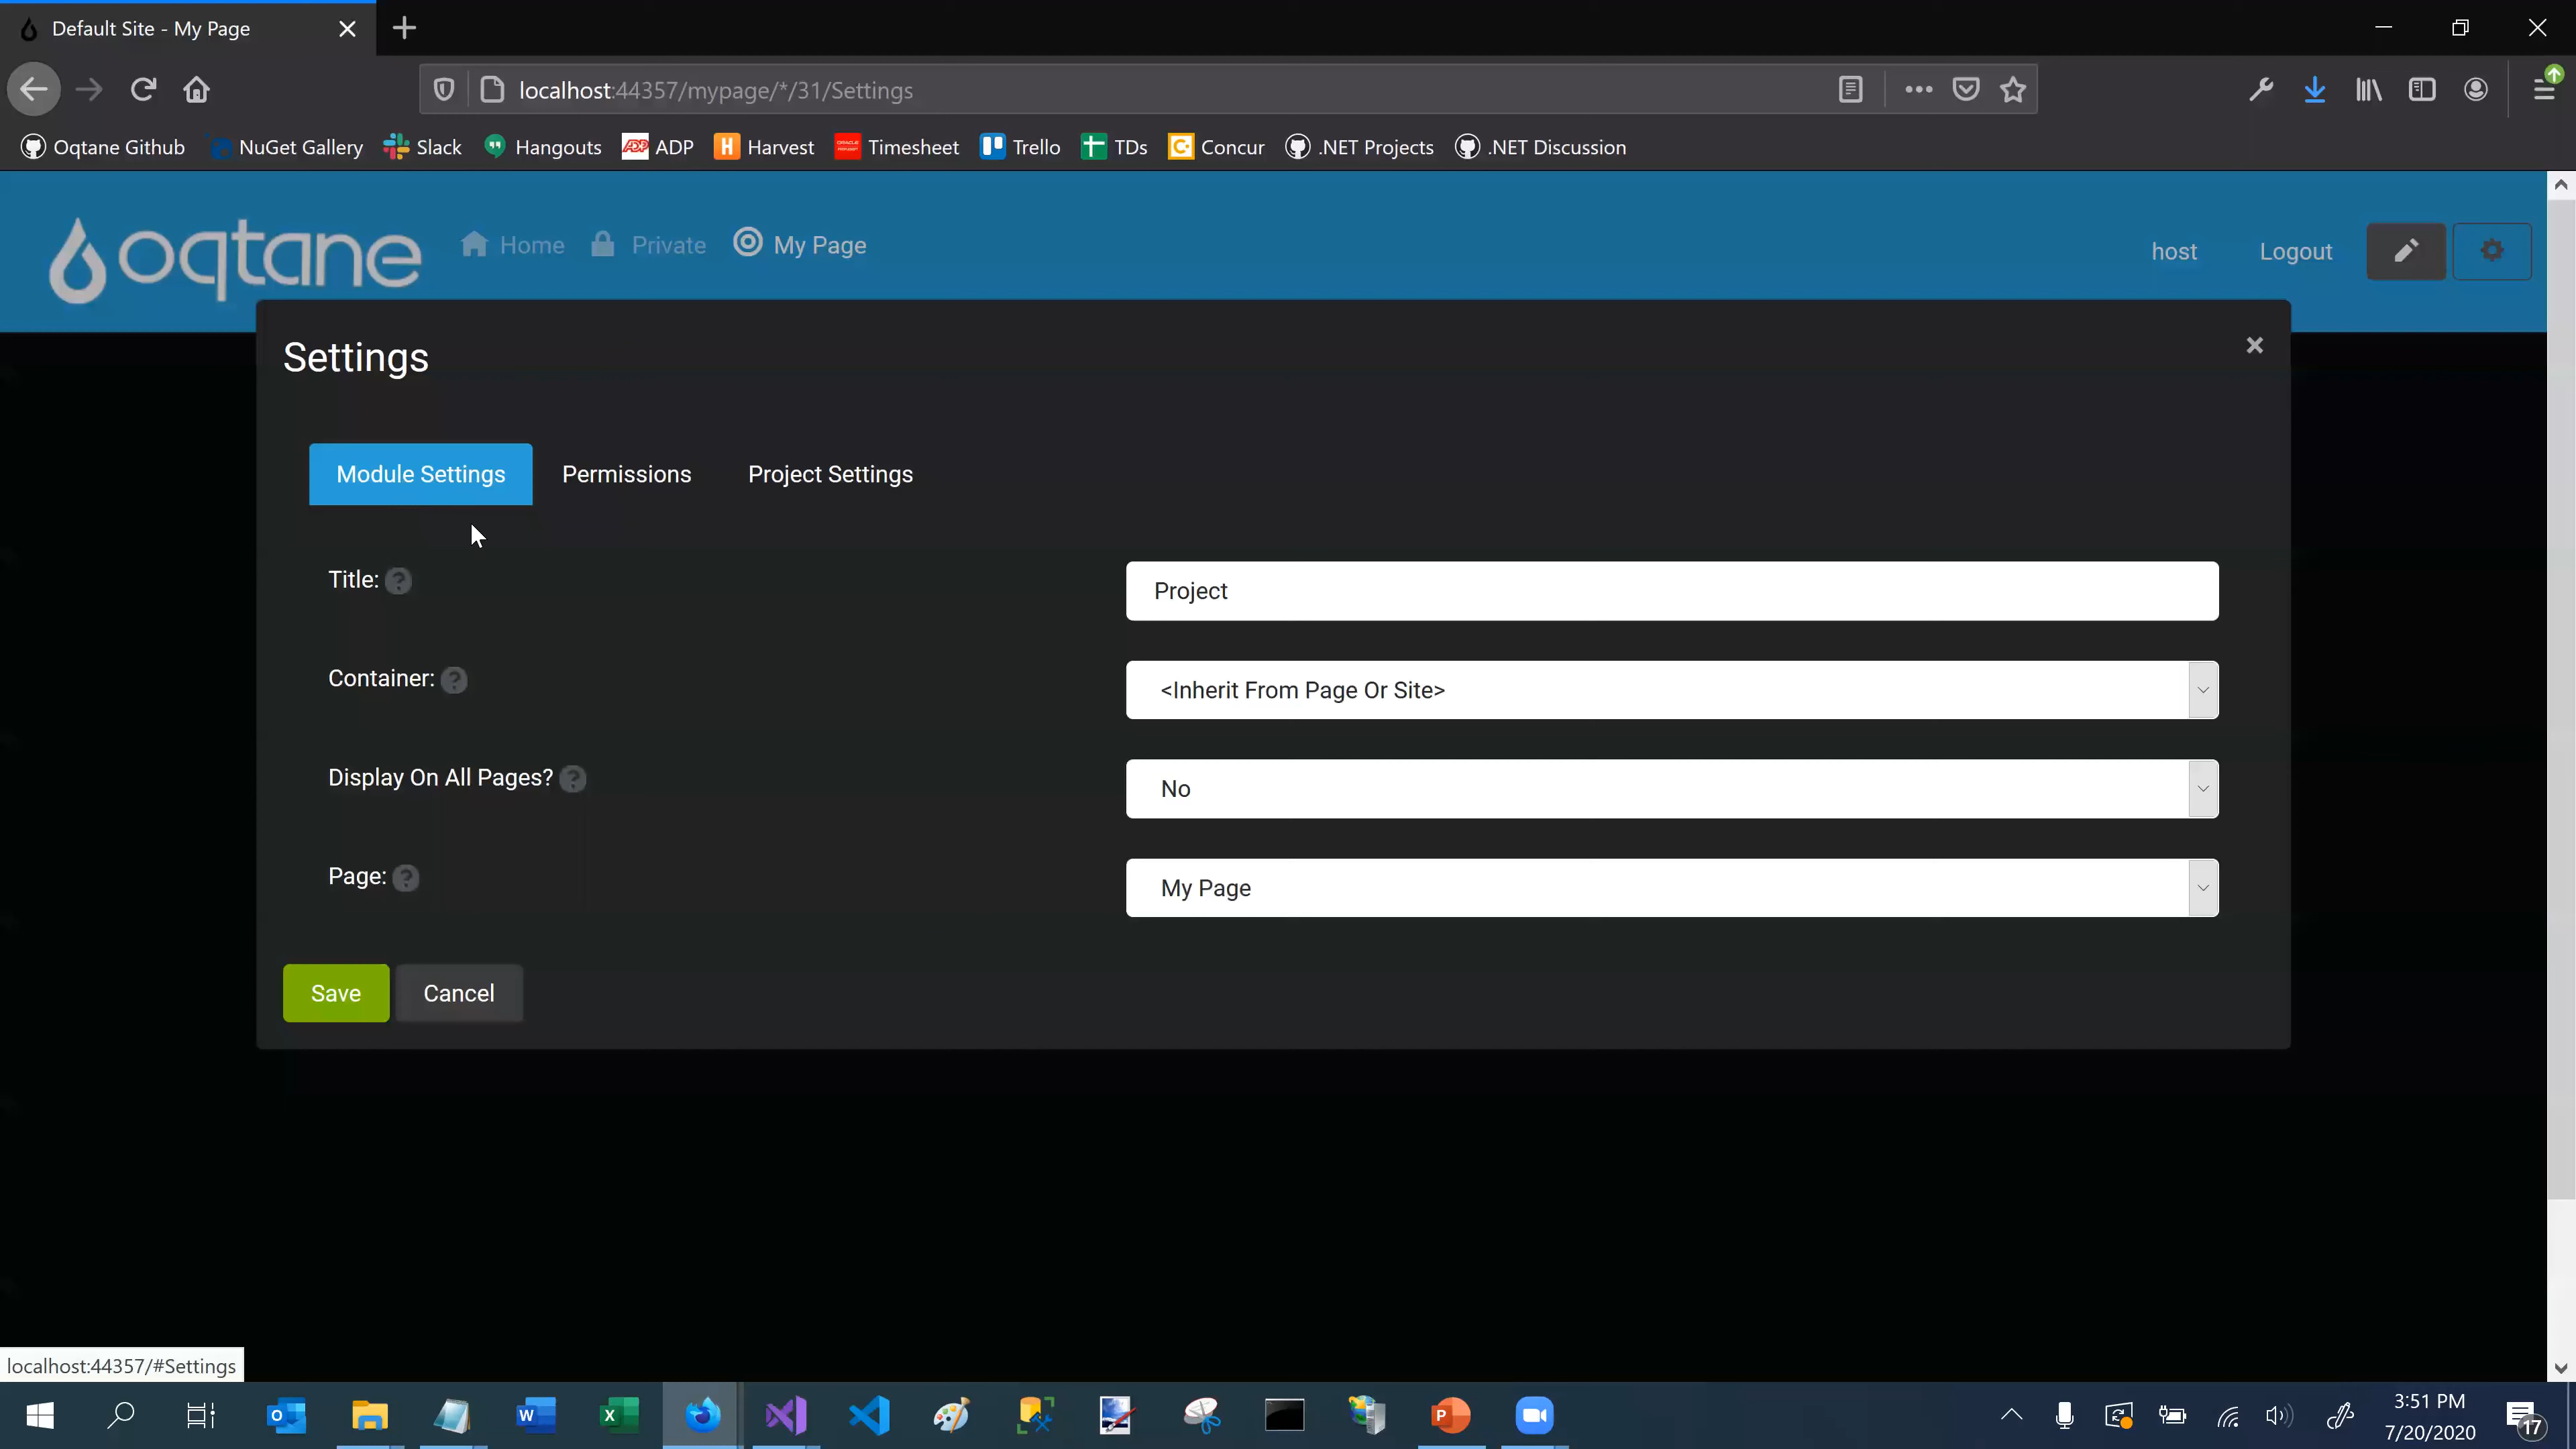 Default Site - My Page
localhost:44357/mypage/*/31/Settings
Oqtane Github NuGet Gallery Slack Hangouts ADP Harvest Timesheet Trello TDs Concur .NET Projects .NET Discussion
oqtane Home Private My Page host Logout
Settings
Module Settings Permissions Project Settings
Title: Project
Container: <Inherit From Page Or Site>
Display On All Pages? No
Page: My Page
Save Cancel
localhost:44357/#Settings
3:51 PM
7/20/2020
17